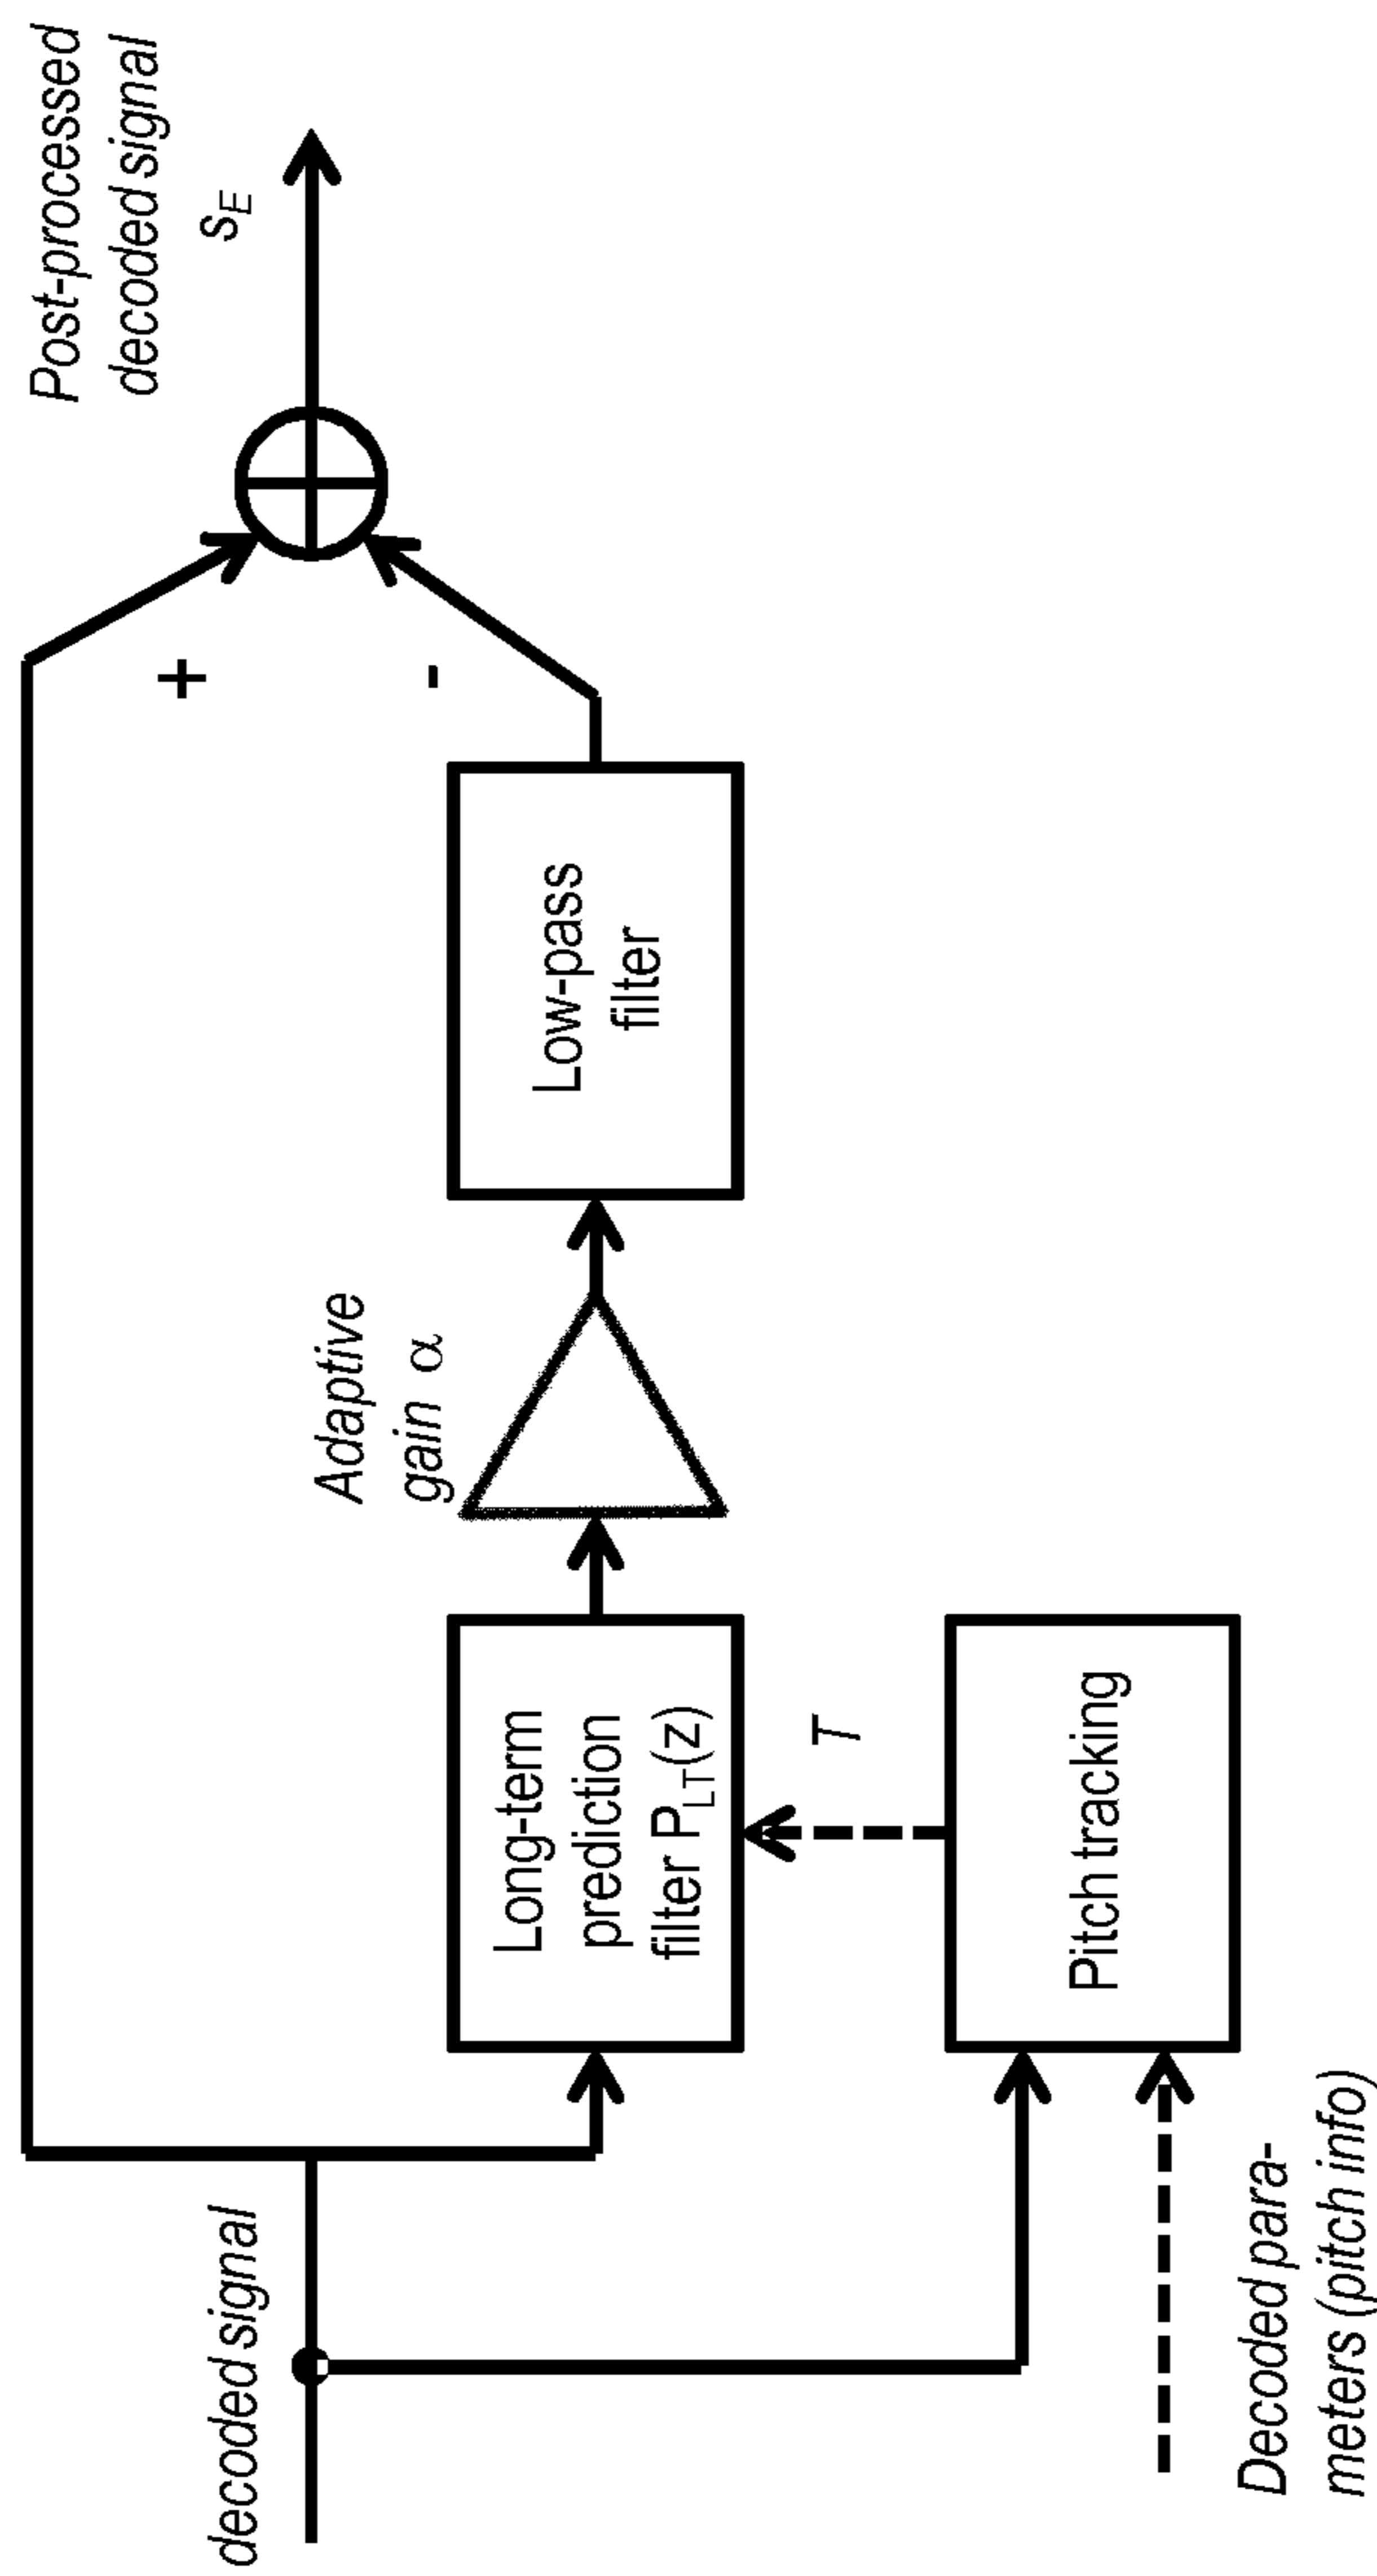 decoded signal
Decoded para-
meters (pitch info)
Long-term
prediction
filter P_LT(z)
T
Pitch tracking
Adaptive
gain α
Low-pass
filter
+
-
Post-processed
decoded signal
s_E